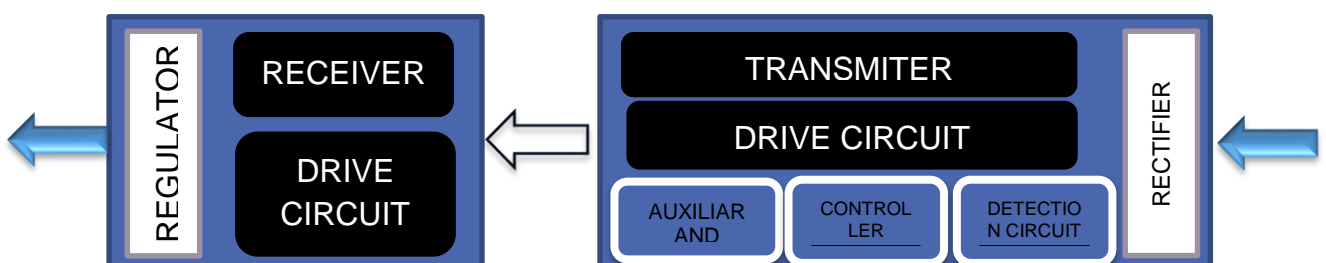 REGULATOR
RECEIVER
DRIVE
CIRCUIT
TRANSMITER
DRIVE CIRCUIT
AUXILIAR
AND
CONTROL
LER
DETECTIO
N CIRCUIT
RECTIFIER